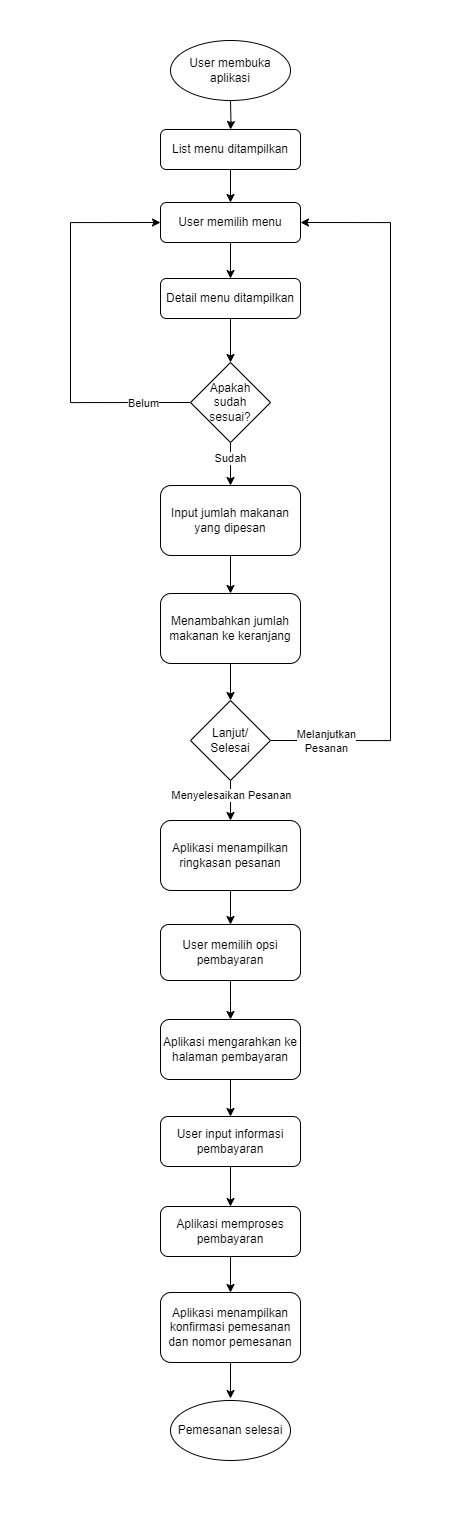 User membuka
aplikasi
List menu ditampilkan
User memilih menu
Detail menu ditampilkan
Apakah
sudah
sesuai?
Belum
Sudah
Input jumlah makanan
yang dipesan
Menambahkan jumlah
makanan ke keranjang
Lanjut/
Selesai
Melanjutkan
Pesanan
Menyelesaikan Pesanan
Aplikasi menampilkan
ringkasan pesanan
User memilih opsi
pembayaran
Aplikasi mengarahkan ke
halaman pembayaran
User input informasi
pembayaran
Aplikasi memproses
pembayaran
Aplikasi menampilkan
konfirmasi pemesanan
dan nomor pemesanan
Pemesanan selesai